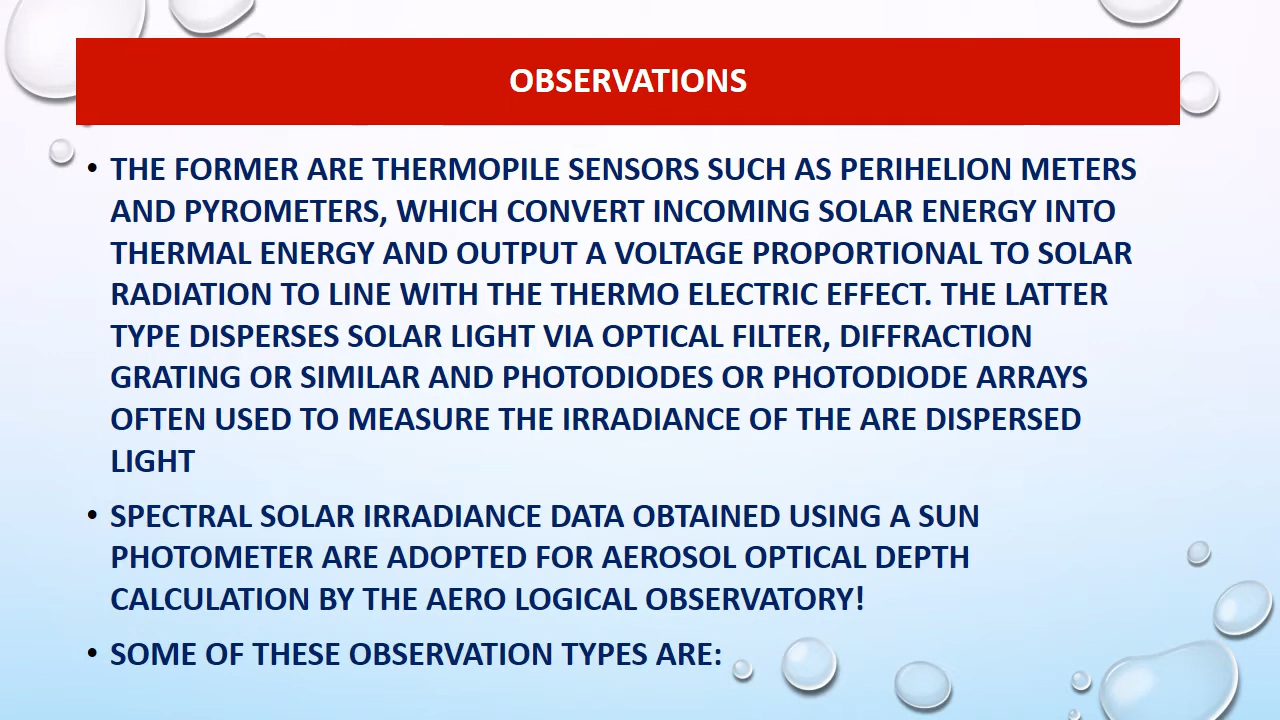 OBSERVATIONS
• THE FORMER ARE THERMOPILE SENSORS SUCH AS PERIHELION METERS
AND PYROMETERS, WHICH CONVERT INCOMING SOLAR ENERGY INTO
THERMAL ENERGY AND OUTPUT A VOLTAGE PROPORTIONAL TO SOLAR
RADIATION TO LINE WITH THE THERMO ELECTRIC EFFECT. THE LATTER
TYPE DISPERSES SOLAR LIGHT VIA OPTICAL FILTER, DIFFRACTION
GRATING OR SIMILAR AND PHOTODIODES OR PHOTODIODE ARRAYS
OFTEN USED TO MEASURE THE IRRADIANCE OF THE ARE DISPERSED
LIGHT
• SPECTRAL SOLAR IRRADIANCE DATA OBTAINED USING A SUN
PHOTOMETER ARE ADOPTED FOR AEROSOL OPTICAL DEPTH
CALCULATION BY THE AERO LOGICAL OBSERVATORY!
• SOME OF THESE OBSERVATION TYPES ARE: